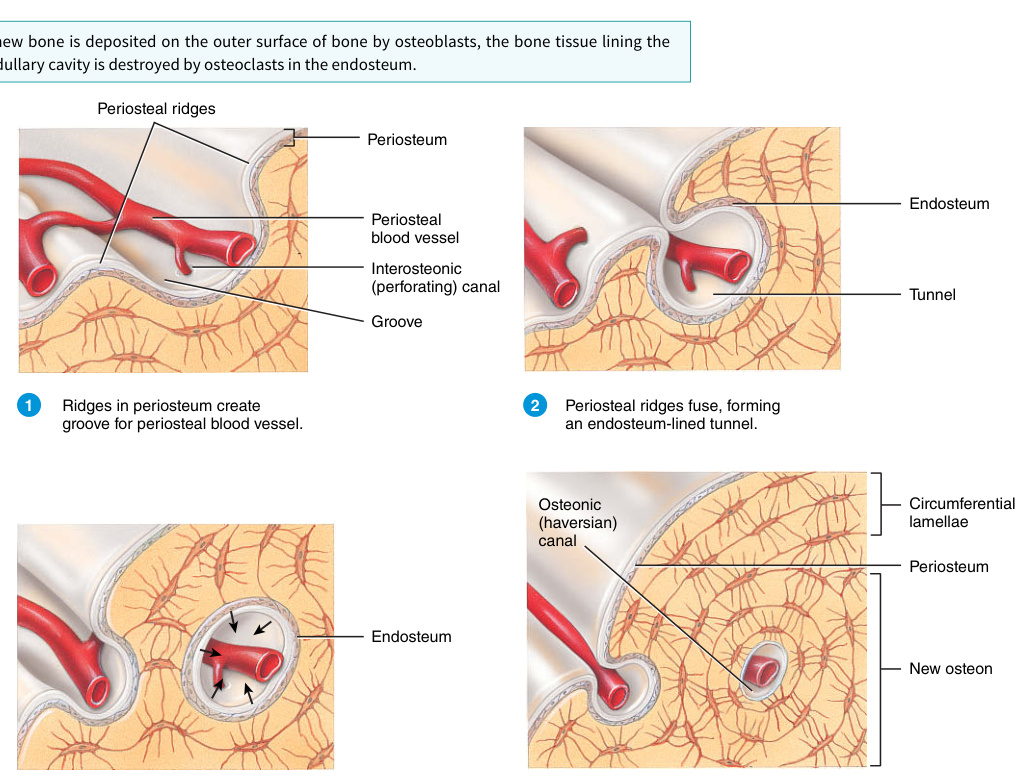 new bone is deposited on the outer surface of bone by osteoblasts, the bone tissue lining the
dullary cavity is destroyed by osteoclasts in the endosteum.
Periosteal ridges
Periosteum
Periosteal
blood vessel
Interosteonic
(perforating) canal
Groove
1 Ridges in periosteum create
groove for periosteal blood vessel.
Endosteum
Tunnel
2 Periosteal ridges fuse, forming
an endosteum-lined tunnel.
Endosteum
Osteonic
(haversian)
canal
Circumferential
lamellae
Periosteum
New osteon